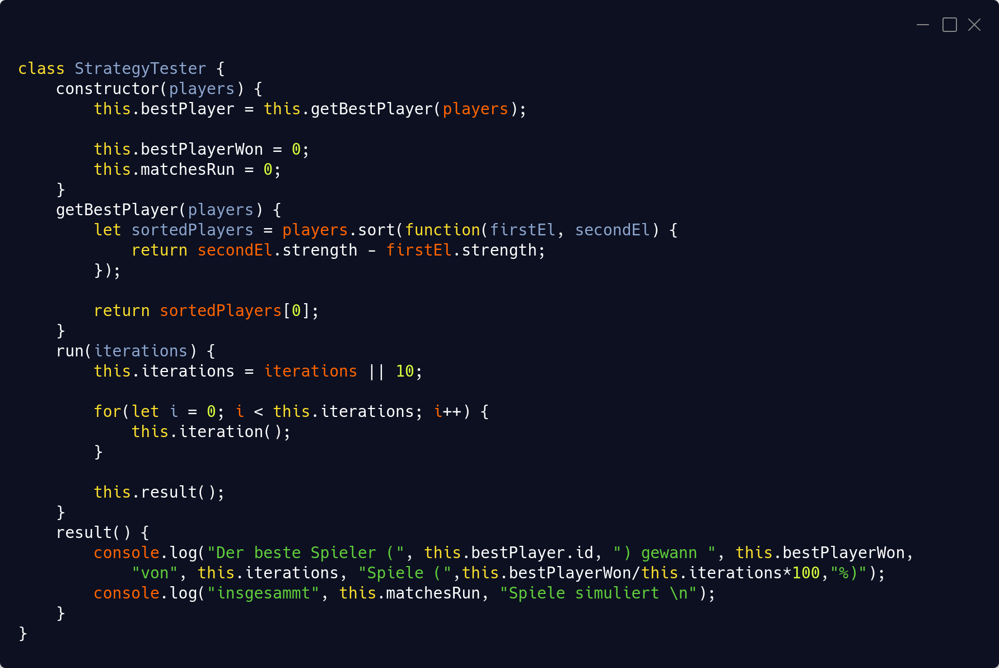 class StrategyTester {
    constructor(players) {
        this.bestPlayer = this.getBestPlayer(players);

        this.bestPlayerWon = 0;
        this.matchesRun = 0;
    }
    getBestPlayer(players) {
        let sortedPlayers = players.sort(function(firstEl, secondEl) {
            return secondEl.strength - firstEl.strength;
        });

        return sortedPlayers[0];
    }
    run(iterations) {
        this.iterations = iterations || 10;

        for(let i = 0; i < this.iterations; i++) {
            this.iteration();
        }

        this.result();
    }
    result() {
        console.log("Der beste Spieler (", this.bestPlayer.id, ") gewann ", this.bestPlayerWon,
            "von", this.iterations, "Spiele (",this.bestPlayerWon/this.iterations*100,"%)");
        console.log("insgesammt", this.matchesRun, "Spiele simuliert \n");
    }
}